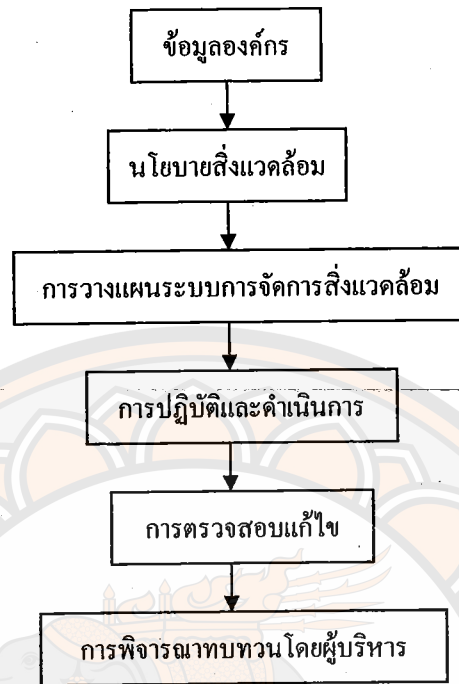 ข้อมูลองค์กร
นโยบายสิ่งแวดล้อม
การวางแผนระบบการจัดการสิ่งแวดล้อม
การปฏิบัติและดำเนินการ
การตรวจสอบแก้ไข
การพิจารณาทบทวนโดยผู้บริหาร